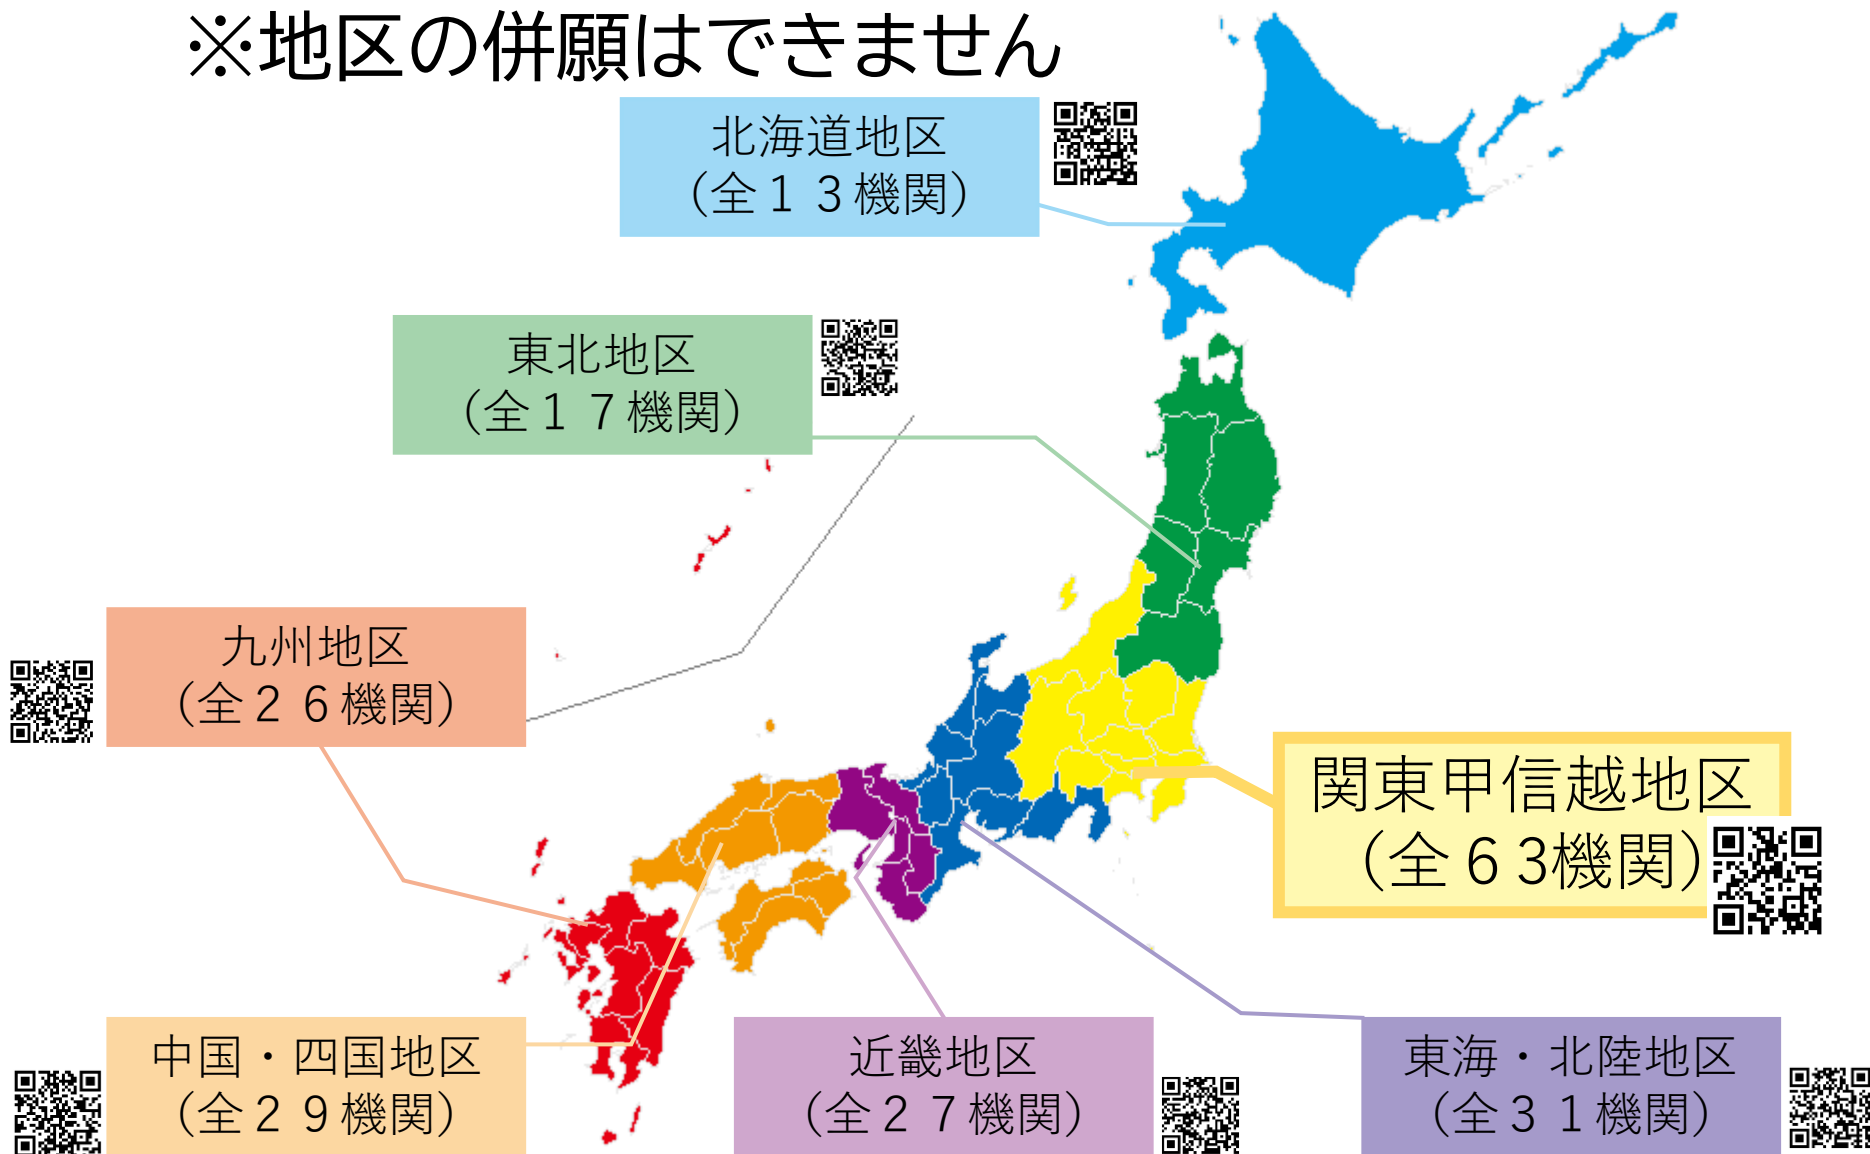 ※地区の併願はできません
北海道地区
（全１３機関）
東北地区
（全１７機関）
九州地区
（全２６機関）
関東甲信越地区
（全６3機関）
中国・四国地区
（全２９機関）
近畿地区
（全２７機関）
東海・北陸地区
（全３１機関）